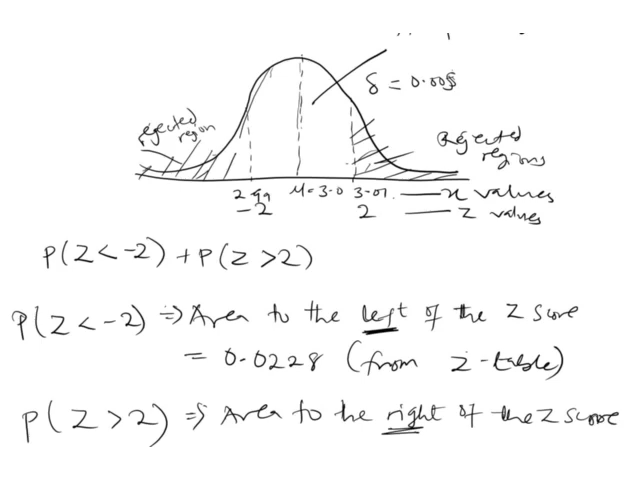 δ = 0.005
rejected region
Rejected regions
2.99 μ=3.0 3.01 — x values
-2 2 — Z values
P(Z<-2) + P(Z>2)
P(Z<-2) => Area to the left of the Z score
= 0.0228 (from z-table)
P(Z>2) => Area to the right of the Z score